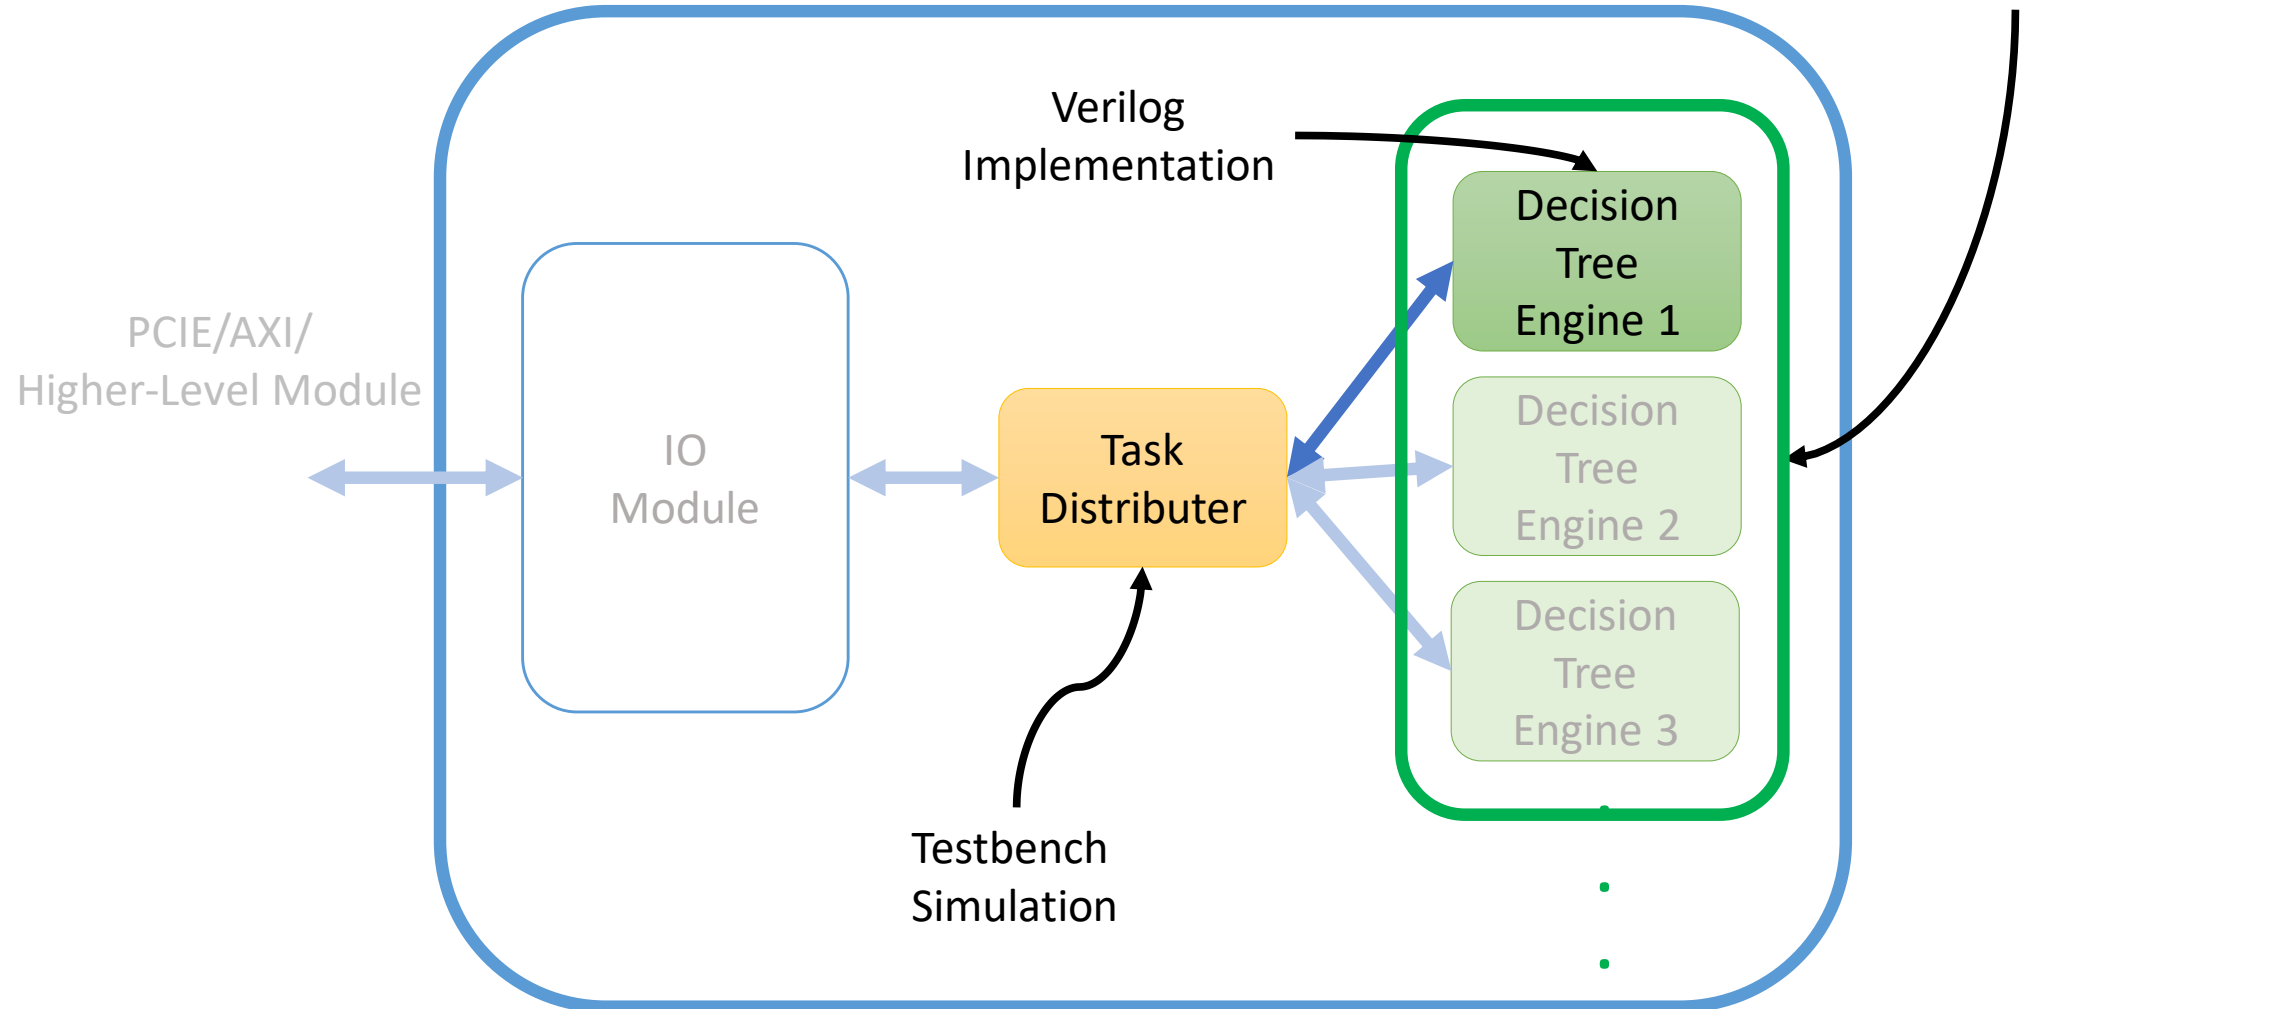 Verilog
Implementation
Decision
Tree
Engine 1
PCIE/AXI/
Higher-Level Module
IO
Module
Task
Distributer
Decision
Tree
Engine 2
Decision
Tree
Engine 3
Testbench
Simulation